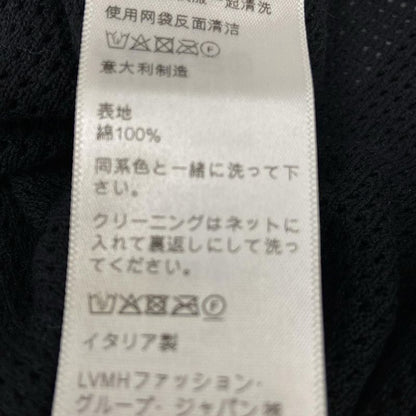 起清洗
使用网袋反面清洁
意大利制造
表地
綿100%
同系色と一緒に洗って下
さい。
クリーニングはネットに
入れて裏返しにして洗っ
てください。
イタリア製
LVMHファッション・
グループ・ジャパン㈱